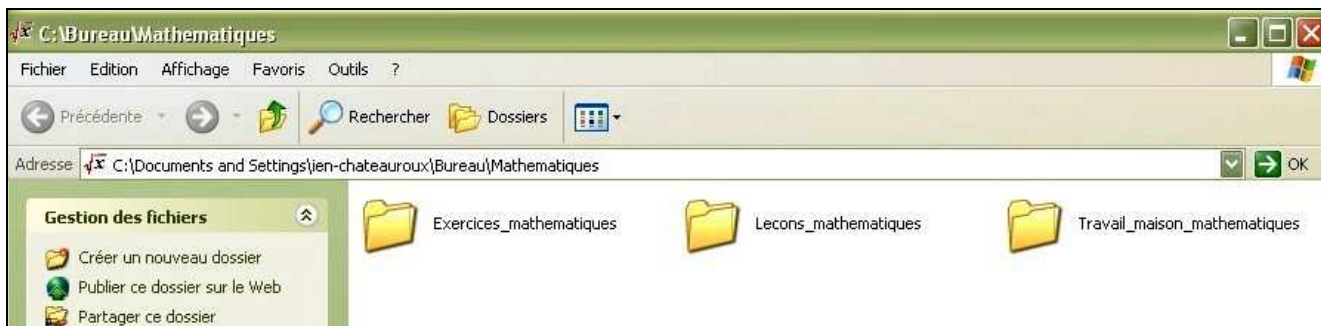 C:\Bureau\Mathematiques
Fichier Edition Affichage Favoris Outils ?
Précédente Rechercher Dossiers
Adresse C:\Documents and Settings\ien-chateauroux\Bureau\Mathematiques OK
Gestion des fichiers
Créer un nouveau dossier
Publier ce dossier sur le Web
Partager ce dossier
Exercices_mathematiques Lecons_mathematiques Travail_maison_mathematiques